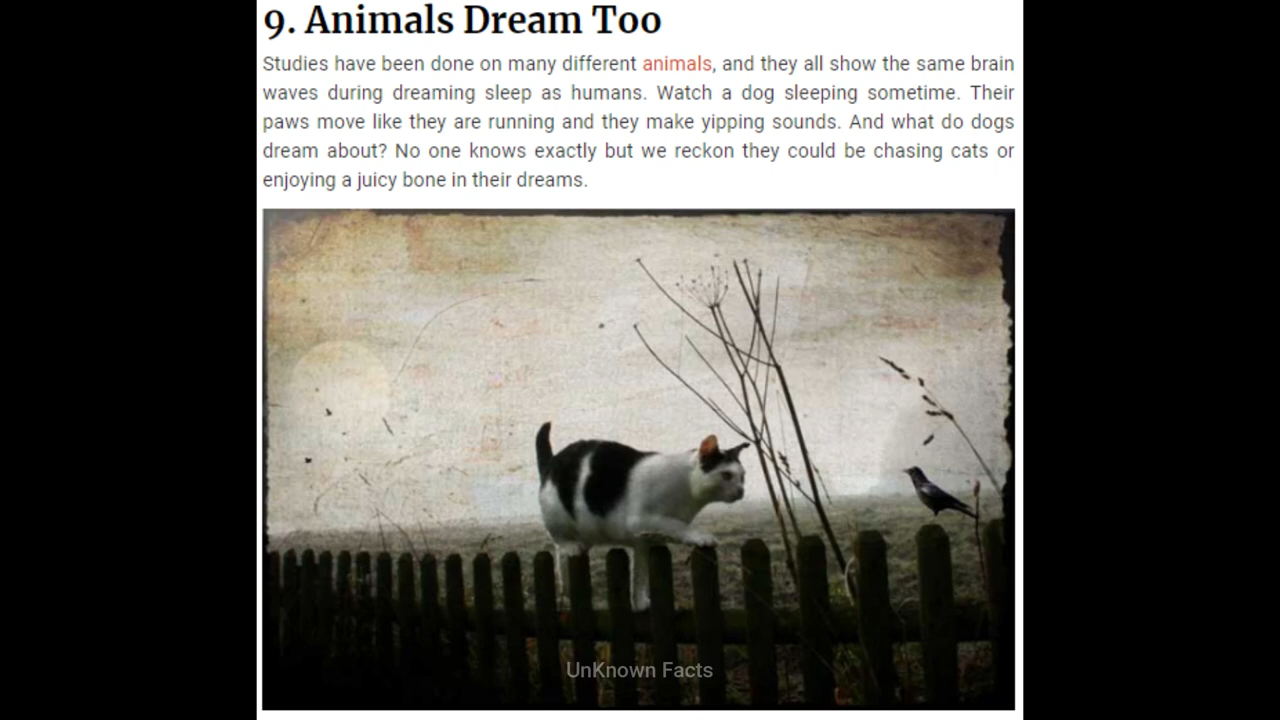 9. Animals Dream Too
Studies have been done on many different animals, and they all show the same brain
waves during dreaming sleep as humans. Watch a dog sleeping sometime. Their
paws move like they are running and they make yipping sounds. And what do dogs
dream about? No one knows exactly but we reckon they could be chasing cats or
enjoying a juicy bone in their dreams.
UnKnown Facts